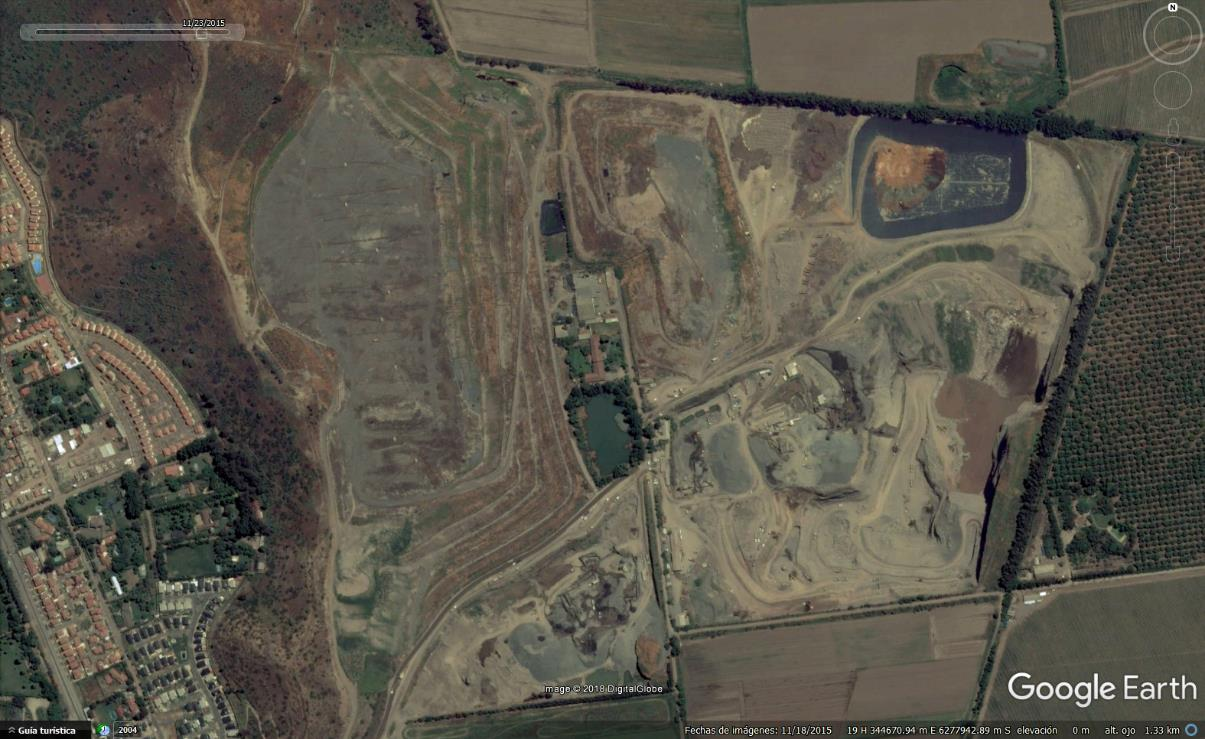 11/23/2015
N
Image © 2018 DigitalGlobe
Google Earth
Guía turística
2004
Fechas de imágenes: 11/18/2015 19 H 344670.94 m E 6277942.89 m S elevación 0 m alt. ojo 1.33 km